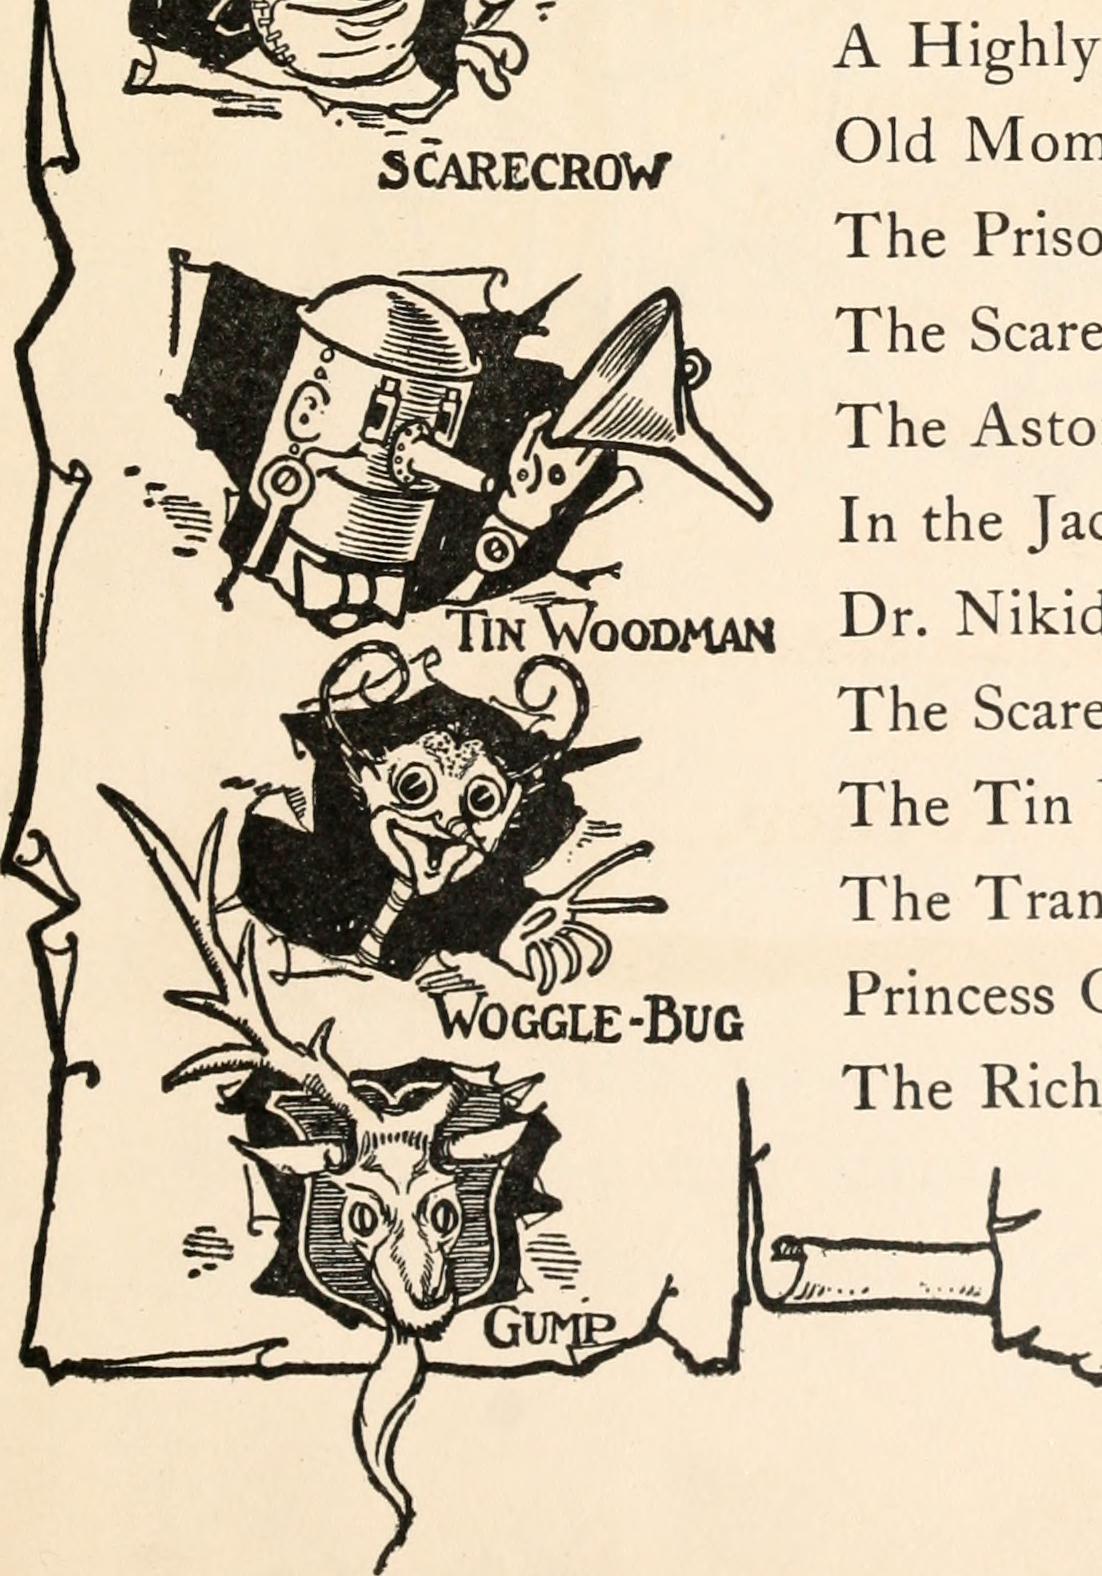 SCARECROW
TIN WOODMAN
WOGGLE-BUG
GUMP
A Highly
Old Mom
The Priso
The Scare
The Asto
In the Jac
Dr. Nikid
The Scare
The Tin
The Tran
Princess
The Rich